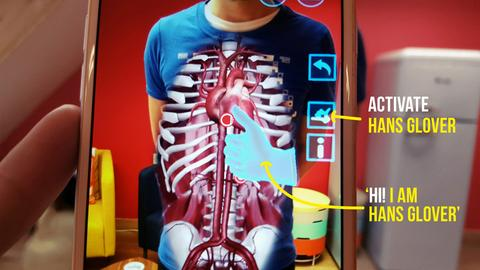 ACTIVATE
HANS GLOVER
'HI! I AM
HANS GLOVER'